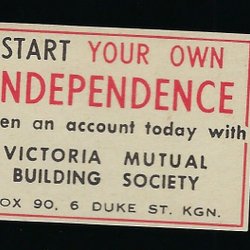 START YOUR OWN
NDEPENDENCE
en an account today with
VICTORIA MUTUAL
BUILDING SOCIETY
OX 90, 6 DUKE ST. KGN.